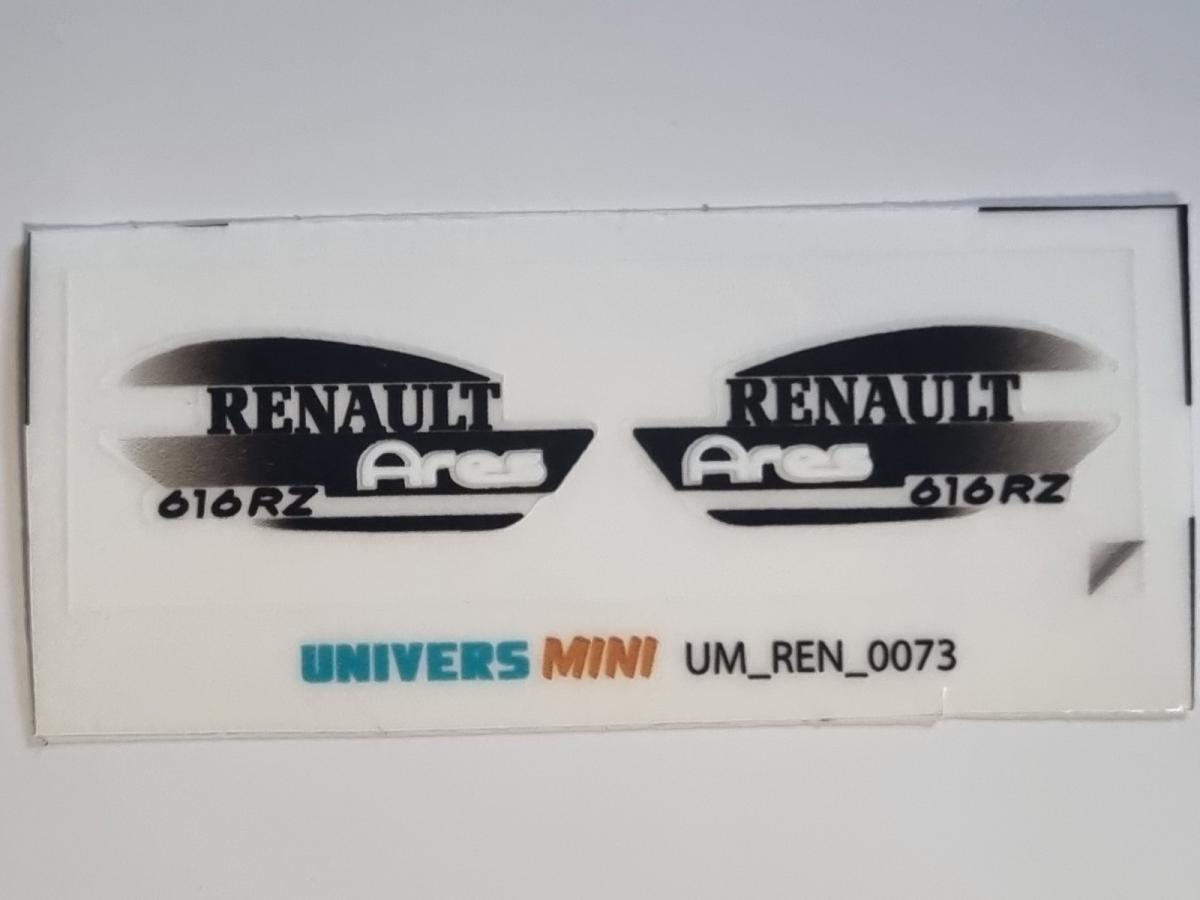 RENAULT
Ares
616RZ
RENAULT
Ares
616RZ
UNIVERS MINI UM_REN_0073